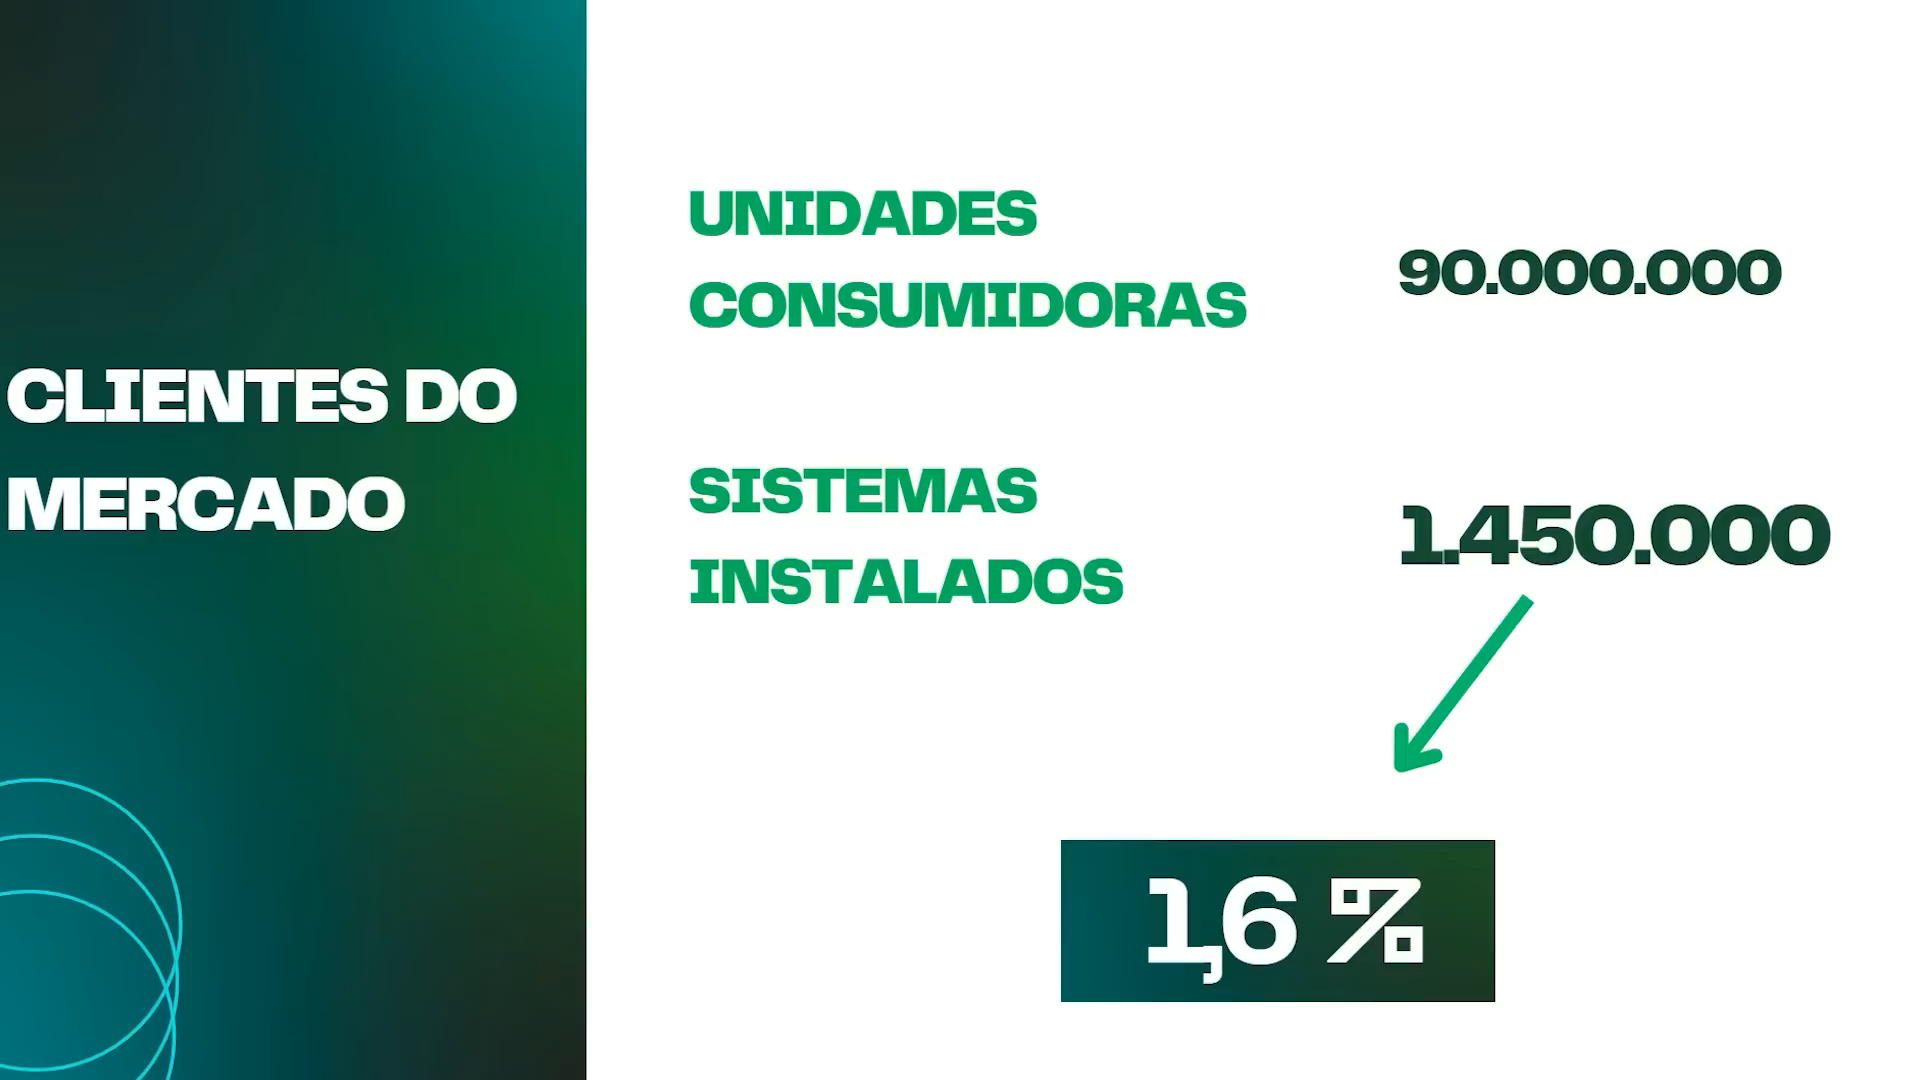 CLIENTES DO
MERCADO
UNIDADES
CONSUMIDORAS
90.000.000
SISTEMAS
INSTALADOS
1.450.000
1,6 %